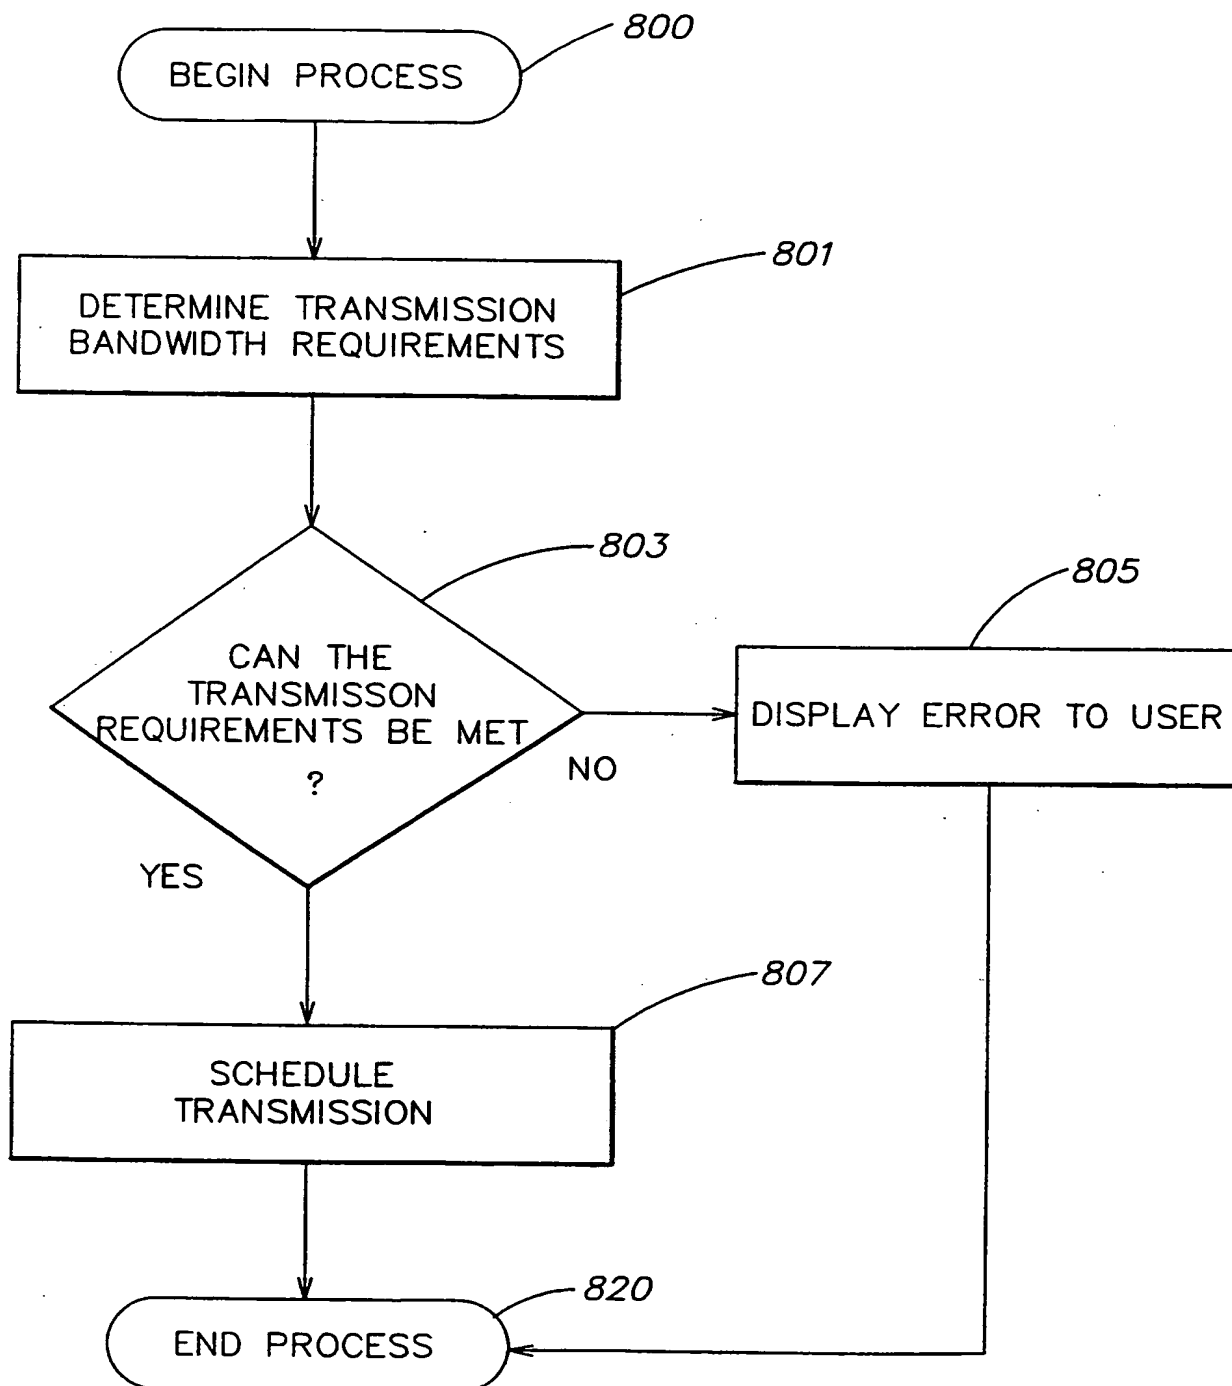 800
BEGIN PROCESS
801
DETERMINE TRANSMISSION
BANDWIDTH REQUIREMENTS
803
CAN THE
TRANSMISSON
REQUIREMENTS BE MET
?
NO
YES
805
DISPLAY ERROR TO USER
807
SCHEDULE
TRANSMISSION
820
END PROCESS